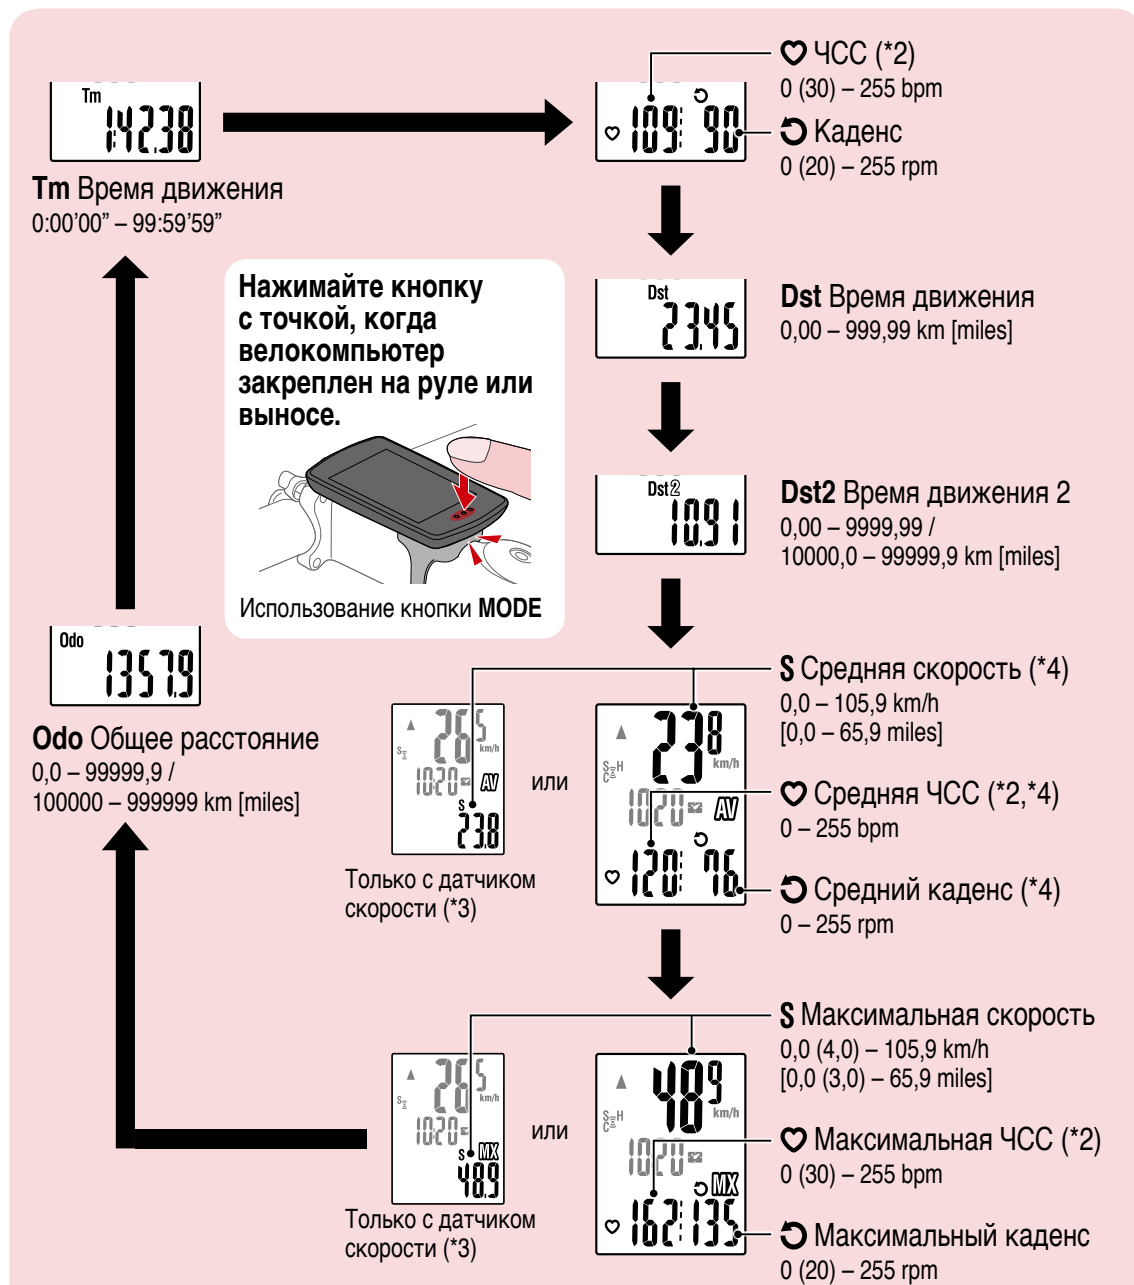 Tm
1:42.38
Tm Время движения
0:00’00” – 99:59’59”
109 90
ЧСС (*2)
0 (30) – 255 bpm
Каденс
0 (20) – 255 rpm
Dst
23.45
Dst Время движения
0,00 – 999,99 km [miles]
Нажимайте кнопку
с точкой, когда
велокомпьютер
закреплен на руле или
выносе.
Использование кнопки MODE
Dst2
10.91
Dst2 Время движения 2
0,00 – 9999,99 /
10000,0 – 99999,9 km [miles]
Odo
1357.9
Odo Общее расстояние
0,0 – 99999,9 /
100000 – 999999 km [miles]
26.5
km/h
S
10:20
AV
S
23.8
Только с датчиком
скорости (*3)
или
23.8
km/h
S H
C
10:20
AV
120 76
S Средняя скорость (*4)
0,0 – 105,9 km/h
[0,0 – 65,9 miles]
Средняя ЧСС (*2,*4)
0 – 255 bpm
Средний каденс (*4)
0 – 255 rpm
26.5
km/h
S
10:20
S MX
48.9
Только с датчиком
скорости (*3)
или
48.9
km/h
S H
C
10:20
MX
162 135
S Максимальная скорость
0,0 (4,0) – 105,9 km/h
[0,0 (3,0) – 65,9 miles]
Максимальная ЧСС (*2)
0 (30) – 255 bpm
Максимальный каденс
0 (20) – 255 rpm